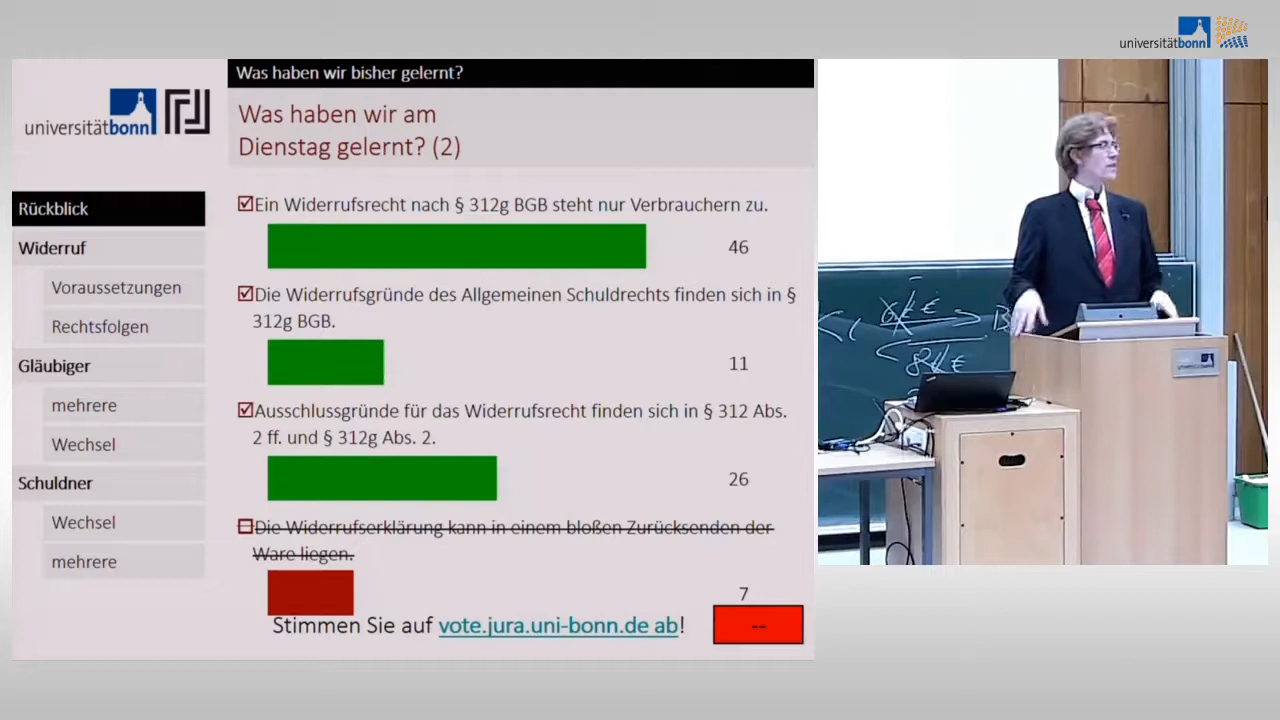 universitätbonn
Was haben wir bisher gelernt?
universitätbonn
Was haben wir am
Dienstag gelernt? (2)
Rückblick
Widerruf
Voraussetzungen
Rechtsfolgen
Gläubiger
mehrere
Wechsel
Schuldner
Wechsel
mehrere
Ein Widerrufsrecht nach § 312g BGB steht nur Verbrauchern zu.
46
Die Widerrufsgründe des Allgemeinen Schuldrechts finden sich in §
312g BGB.
11
Ausschlussgründe für das Widerrufsrecht finden sich in § 312 Abs.
2 ff. und § 312g Abs. 2.
26
Die Widerrufserklärung kann in einem bloßen Zurücksenden der
Ware liegen.
7
Stimmen Sie auf vote.jura.uni-bonn.de ab!
--
universitätbonn